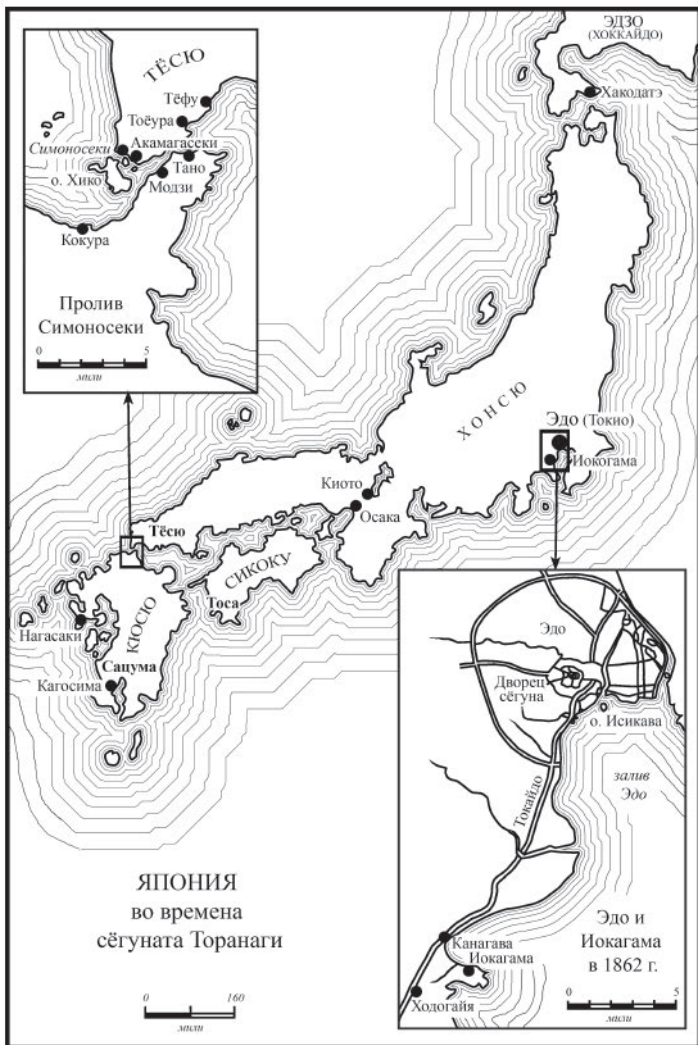 ТЁСЮ
Тёфу
Тоёура
Симоносеки
Акамагасеки
Тано
о. Хико
Модзи
Кокура
Пролив
Симоносеки
0 5
мили
ЭДЗО
(ХОККАЙДО)
Хакодатэ
ХОНСЮ
Эдо (Токио)
Иокогама
Киото
Осака
Тёсю
СИКОКУ
Тоса
КЮСЮ
Нагасаки
Сацума
Кагосима
ЯПОНИЯ
во времена
сёгуната Торанаги
0 160
мили
Эдо
Дворец
сёгуна
о. Исикава
залив
Эдо
Токайдо
Канагава
Иокагама
Ходогайя
Эдо и
Иокагама
в 1862 г.
0 5
мили